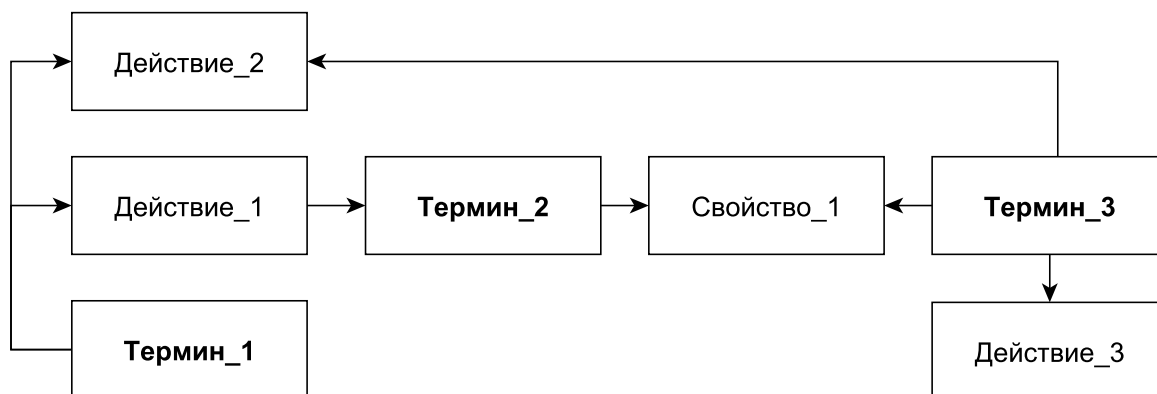 Действие_2
Действие_1
Термин_2
Свойство_1
Термин_3
Термин_1
Действие_3